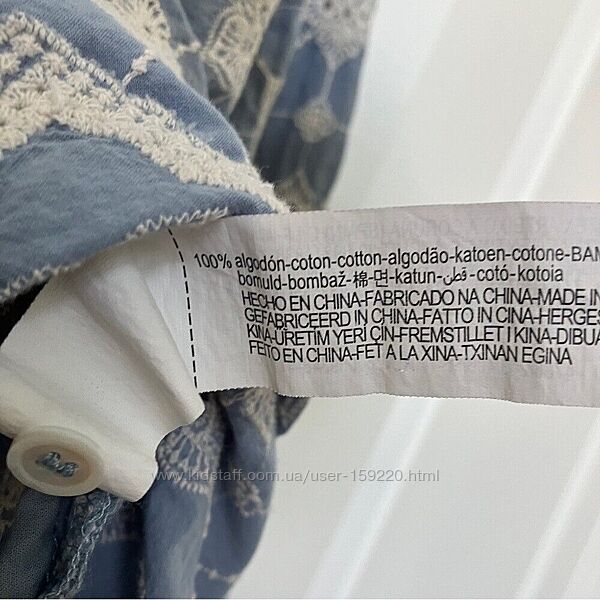 100% algodón-coton-cotton-algodão-katoen-cotone-BAM
bomuld-bombaž-棉-면-katun-قطن-cotó-kotoia
HECHO EN CHINA-FABRICADO NA CHINA-MADE IN
GEFABRICEERD IN CHINA-FATTO IN CINA-HERGES
KINA-ÜRETİM YERİ ÇİN-FREMSTILLET I KINA-DIBUA
FEITO EN CHINA-FET A LA XINA-TXINAN EGINA
www.kidstaff.com.ua/user-159220.html